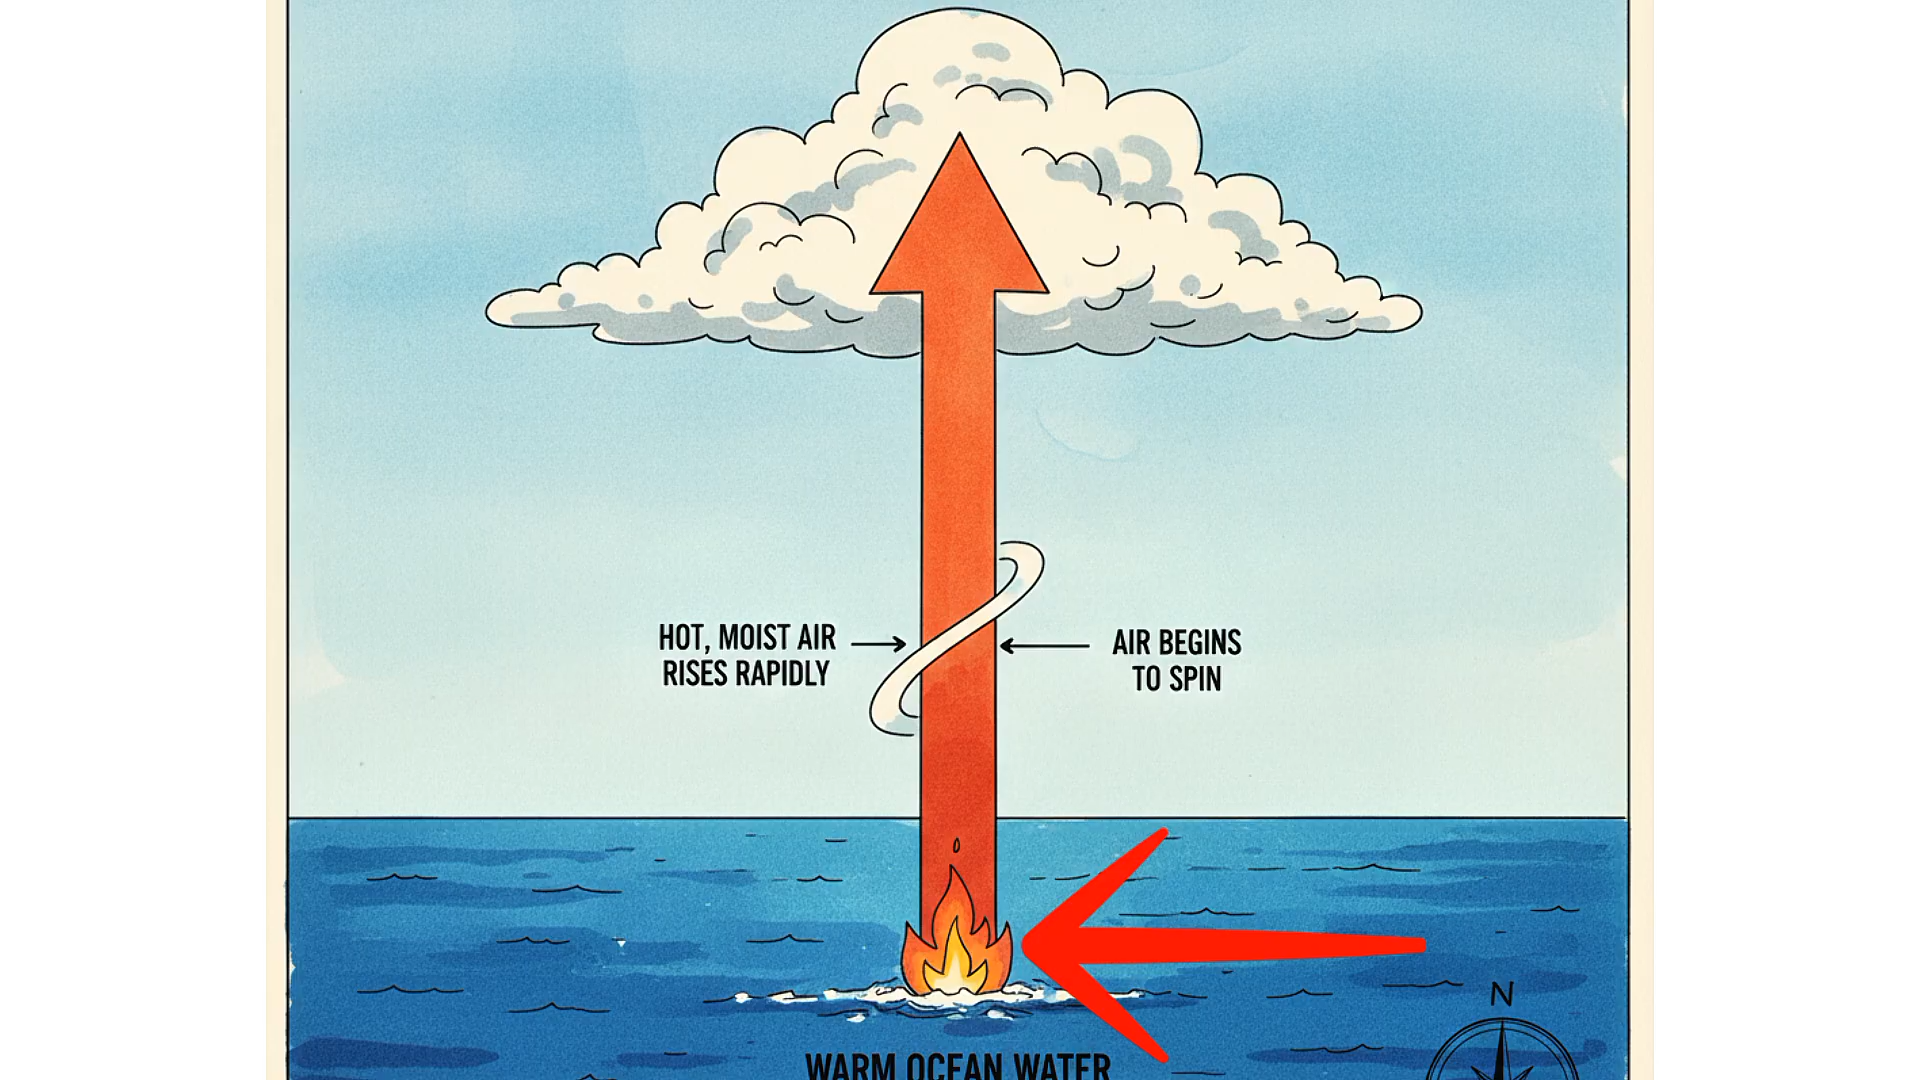 HOT, MOIST AIR
RISES RAPIDLY
AIR BEGINS
TO SPIN
N
WARM OCEAN WATER